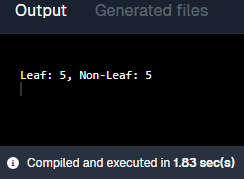 Output Generated files
Leaf: 5, Non-Leaf: 5
Compiled and executed in 1.83 sec(s)